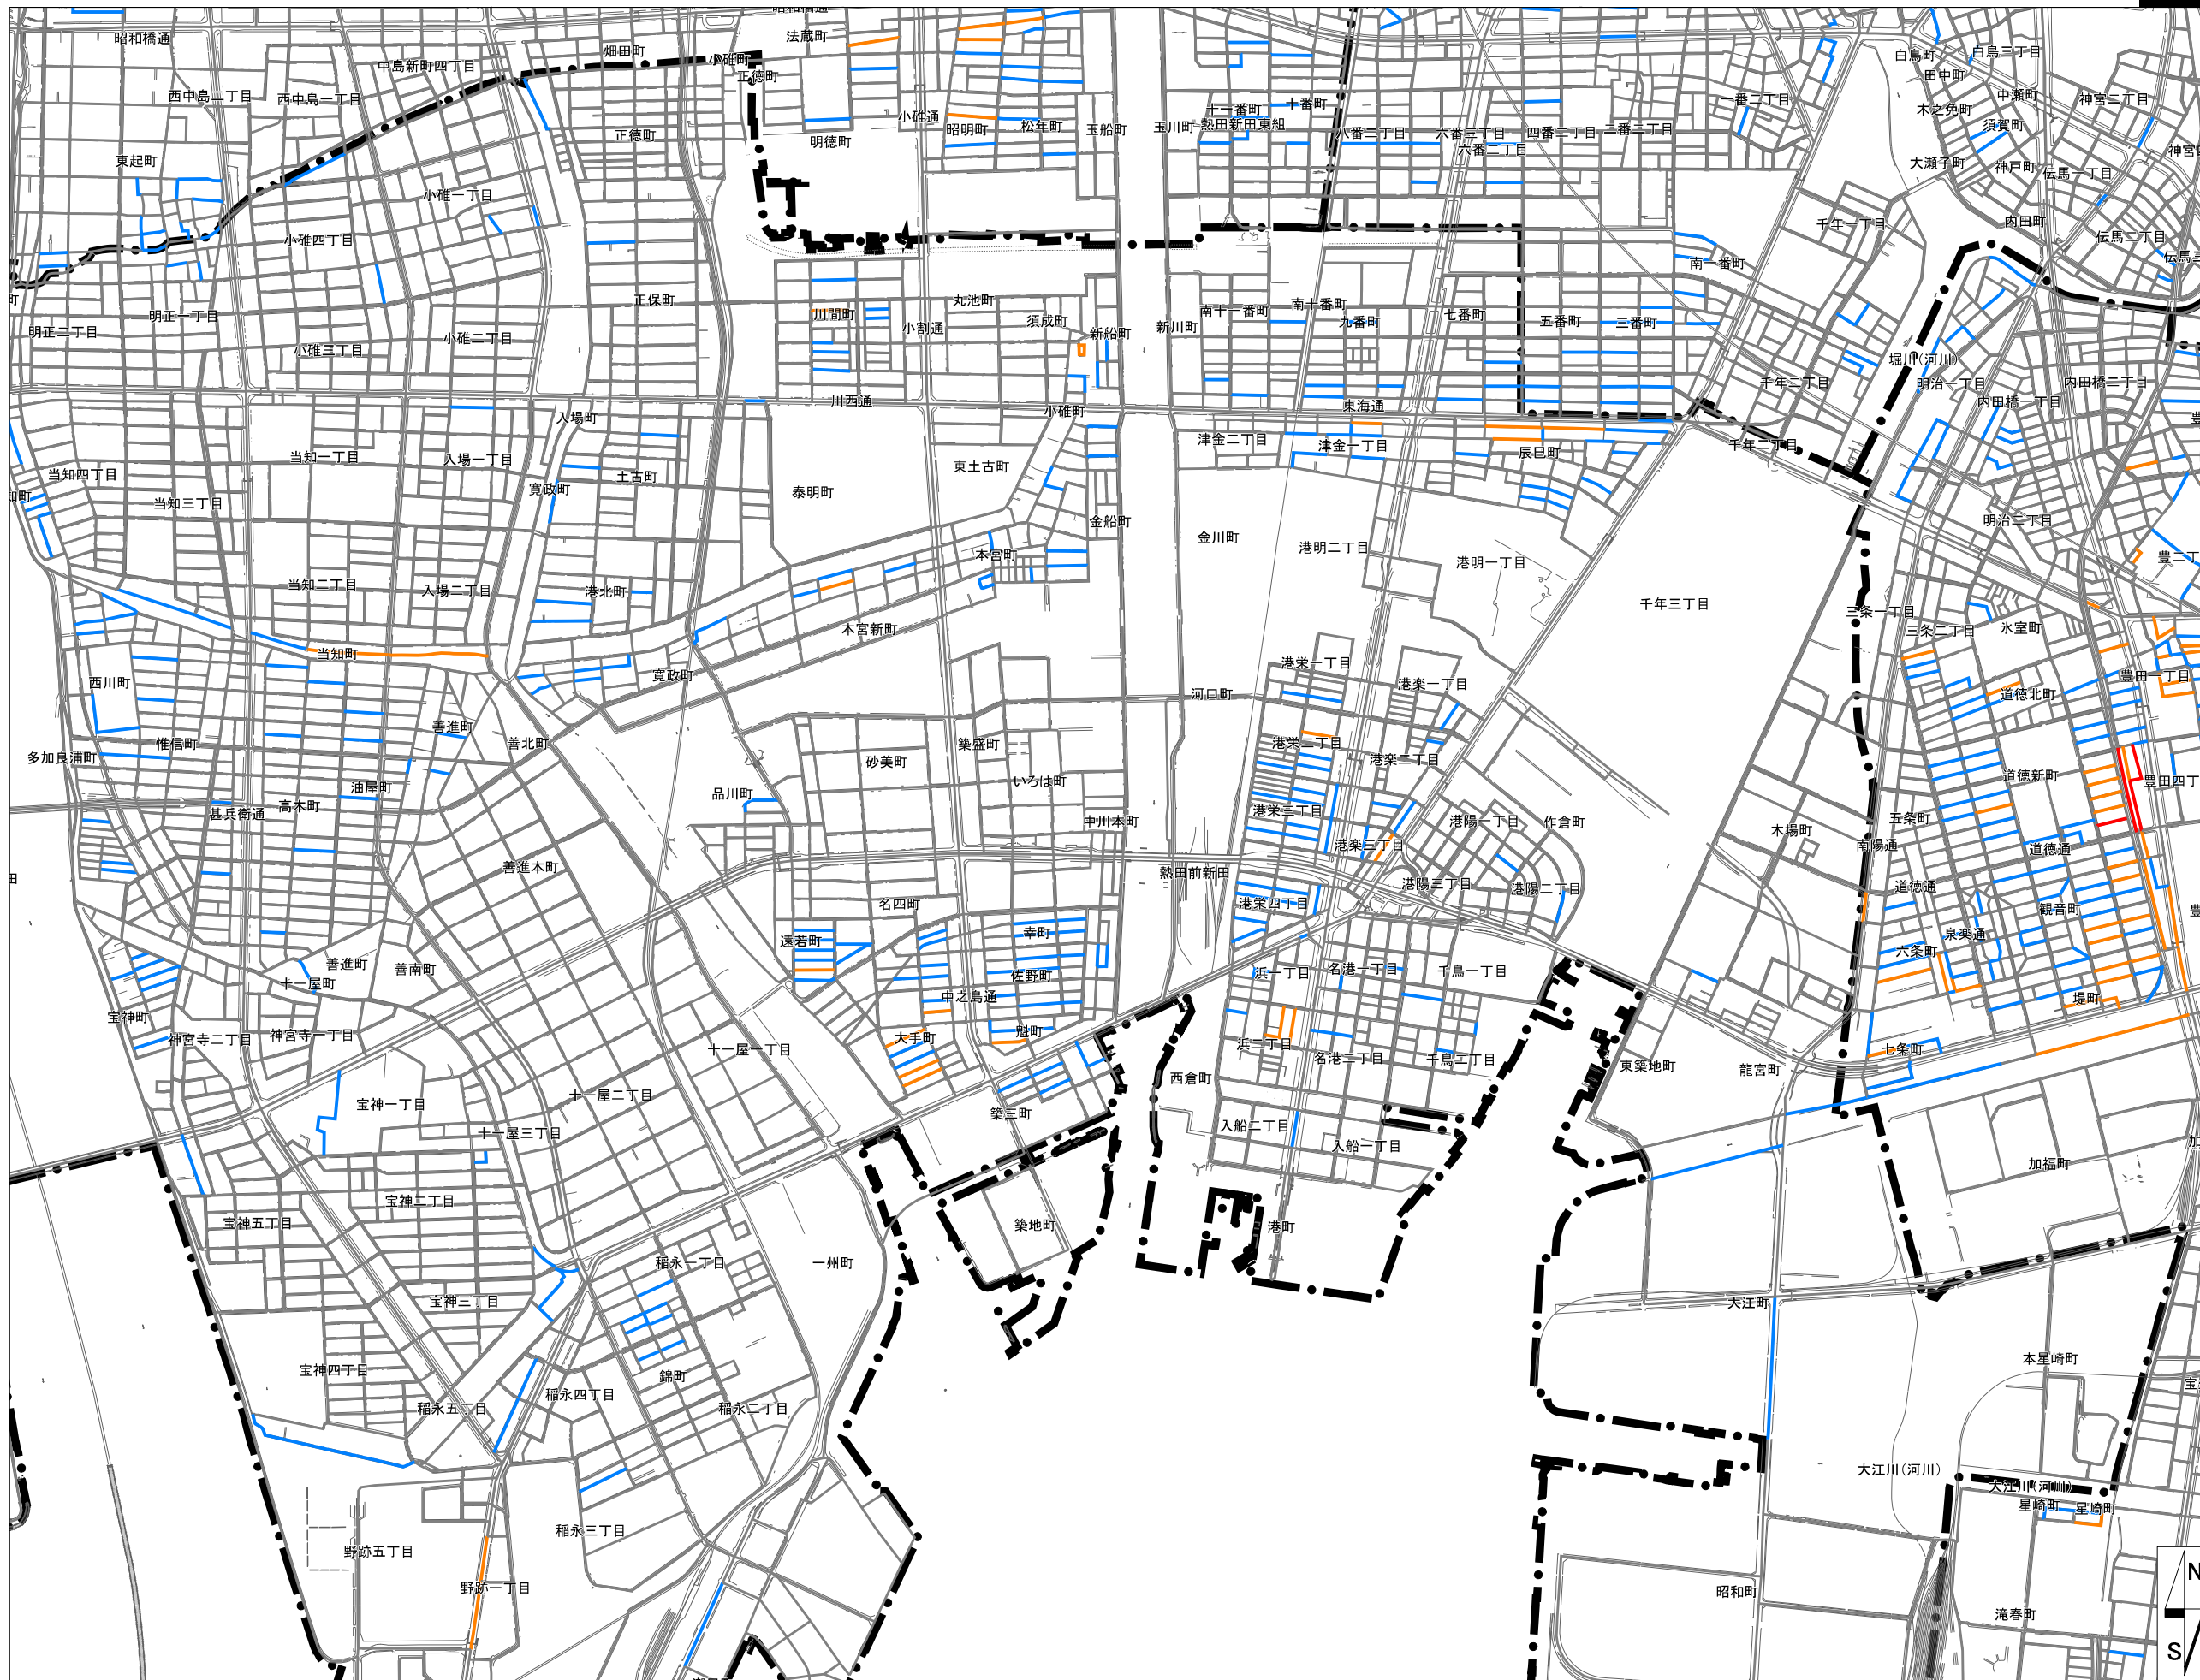 昭和橋通
畑田町
小碓町
法蔵町
正徳町
中島新町四丁目
西中島二丁目
西中島一丁目
白鳥町
白鳥三丁目
田中町
中瀬町
神宮二丁目
木之免町
須賀町
一番二丁目
東起町
正徳町
明徳町
小碓通
昭明町
松年町
玉船町
玉川町
十一番町
十番町
熱田新田東組
八番二丁目
六番三丁目
六番二丁目
四番二丁目
二番二丁目
大瀬子町
神戸町
伝馬一丁目
小碓一丁目
小碓四丁目
千年一丁目
内田町
伝馬二丁目
南一番町
明正二丁目
明正一丁目
小碓三丁目
小碓二丁目
正保町
川間町
小割通
丸池町
須成町
新船町
新川町
南十一番町
南十番町
九番町
七番町
五番町
三番町
堀川(河川)
明治一丁目
千年二丁目
内田橋二丁目
内田橋一丁目
入場町
川西通
小碓町
東海通
津金二丁目
津金一丁目
辰巳町
千年二丁目
当知四丁目
当知一丁目
入場一丁目
当知三丁目
寛政町
土古町
泰明町
東土古町
金船町
金川町
港明二丁目
港明一丁目
明治二丁目
本宮町
当知二丁目
入場二丁目
港北町
千年三丁目
三条一丁目
三条二丁目
氷室町
本宮新町
当知町
西川町
寛政町
港栄一丁目
港楽一丁目
河口町
豊田一丁目
道徳北町
善進町
善北町
惟信町
多加良浦町
築盛町
砂美町
いろは町
港栄二丁目
港楽二丁目
道徳新町
油屋町
高木町
甚兵衛通
品川町
中川本町
港栄三丁目
港楽三丁目
港陽一丁目
作倉町
木場町
五条町
南陽通
道徳通
善進本町
熱田前新田
港陽三丁目
港陽二丁目
道徳通
名四町
港栄四丁目
観音町
遠若町
幸町
泉楽通
六条町
善進町
善南町
十一屋町
佐野町
中之島通
浜一丁目
名港一丁目
千鳥一丁目
堤町
宝神町
神宮寺二丁目
神宮寺一丁目
大手町
魁町
浜二丁目
名港二丁目
千鳥二丁目
七条町
東築地町
龍宮町
十一屋一丁目
西倉町
十一屋二丁目
宝神一丁目
築三町
十一屋三丁目
入船二丁目
入船一丁目
加福町
宝神二丁目
宝神五丁目
築地町
港町
稲永一丁目
一州町
宝神三丁目
大江町
宝神四丁目
錦町
本星崎町
稲永四丁目
稲永五丁目
稲永二丁目
大江川(河川)
大江川(河川)
星崎町
星崎町
稲永三丁目
野跡五丁目
野跡一丁目
昭和町
滝春町
N
S